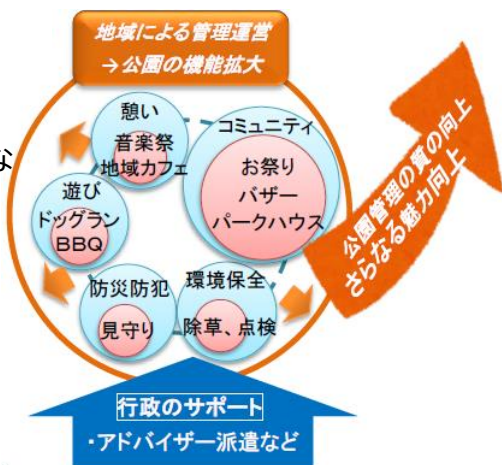 地域による管理運営
→公園の機能拡大
憩い
音楽祭
地域カフェ
コミュニティ
お祭り
バザー
パークハウス
な
遊び
ドッグラン
BBQ
防災防犯
見守り
環境保全
除草、点検
公園管理の質の向上
さらなる魅力向上
行政のサポート
・アドバイザー派遣など